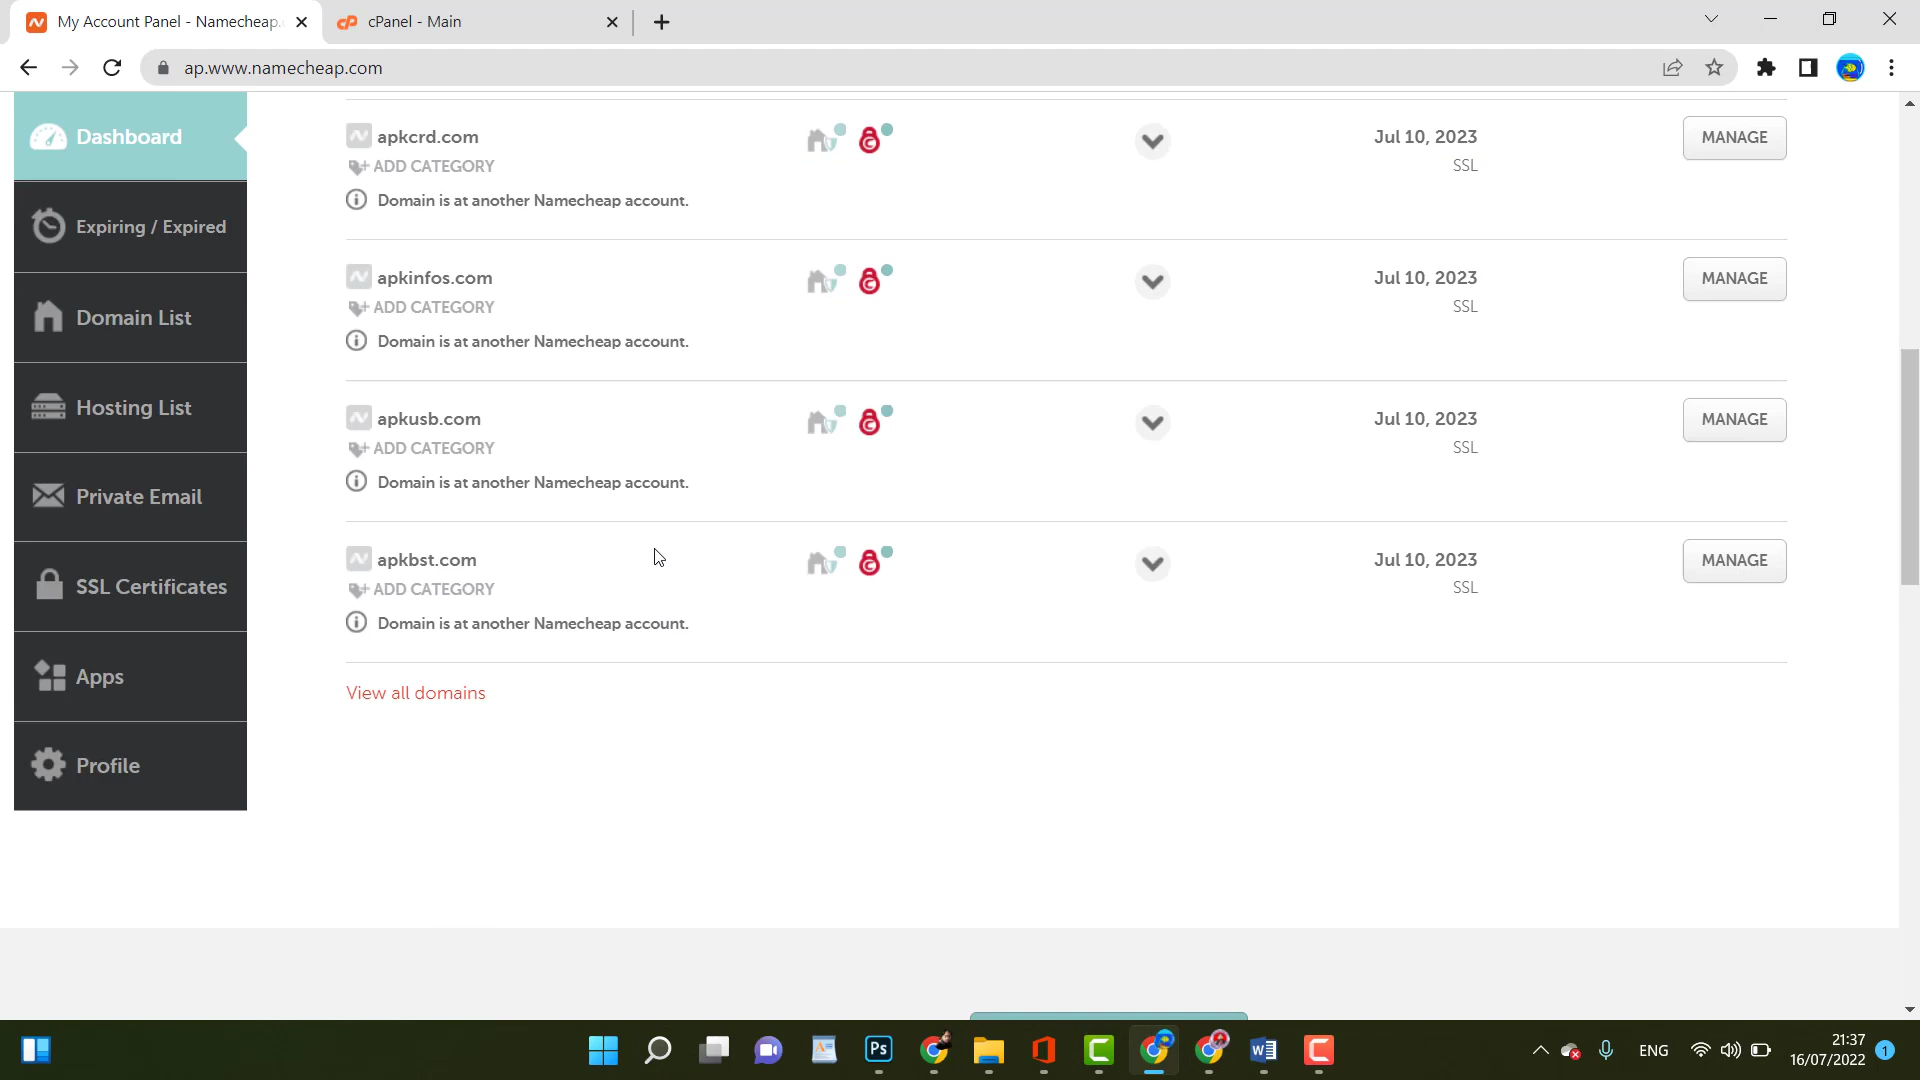 My Account Panel - Namecheap.
cPanel - Main
ap.www.namecheap.com
Dashboard
Expiring / Expired
Domain List
Hosting List
Private Email
SSL Certificates
Apps
Profile
apkcrd.com
ADD CATEGORY
Domain is at another Namecheap account.
Jul 10, 2023
SSL
MANAGE
apkinfos.com
ADD CATEGORY
Domain is at another Namecheap account.
Jul 10, 2023
SSL
MANAGE
apkusb.com
ADD CATEGORY
Domain is at another Namecheap account.
Jul 10, 2023
SSL
MANAGE
apkbst.com
ADD CATEGORY
Domain is at another Namecheap account.
Jul 10, 2023
SSL
MANAGE
View all domains
Ps
ENG
21:37
16/07/2022
1